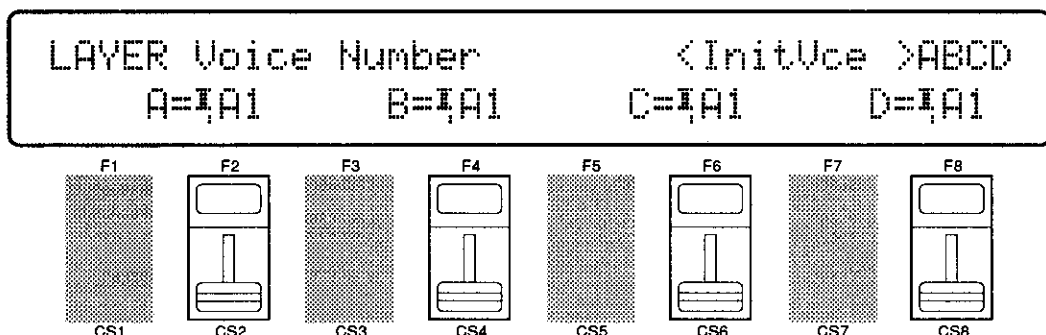 LAYER Voice Number <InitVce >ABCD
A=A1 B=A1 C=A1 D=A1
F1 F2 F3 F4 F5 F6 F7 F8
CS1 CS2 CS3 CS4 CS5 CS6 CS7 CS8